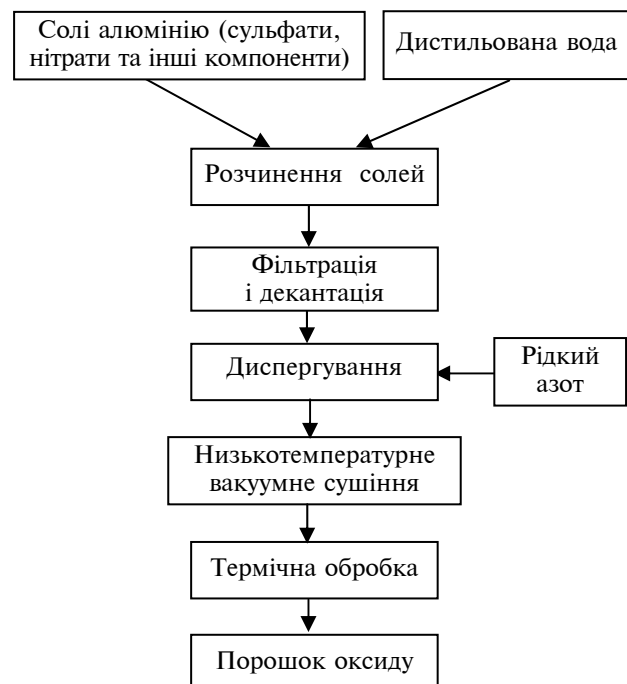 Солі алюмінію (сульфати,
нітрати та інші компоненти)
Дистильована вода
Розчинення солей
Фільтрація
і декантація
Диспергування
Рідкий
азот
Низькотемпературне
вакуумне сушіння
Термічна обробка
Порошок оксиду